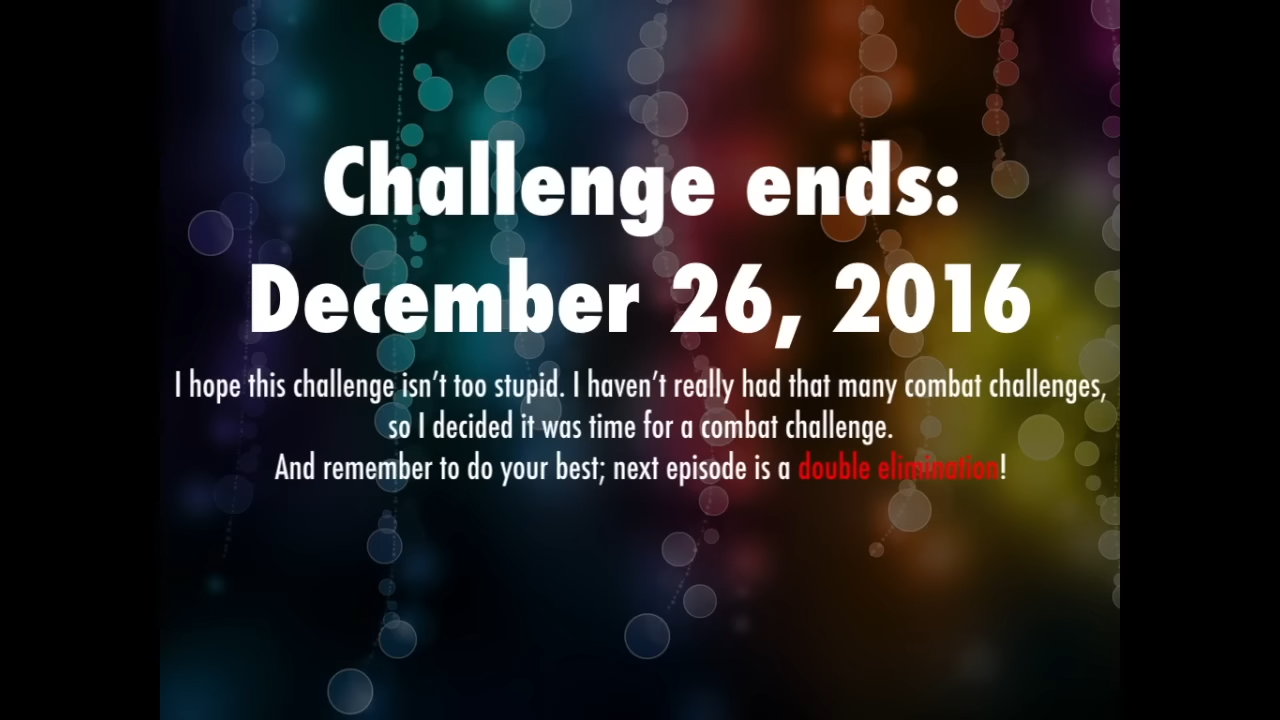 Challenge ends:
December 26, 2016
I hope this challenge isn't too stupid. I haven't really had that many combat challenges,
so I decided it was time for a combat challenge.
And remember to do your best; next episode is a double elimination!